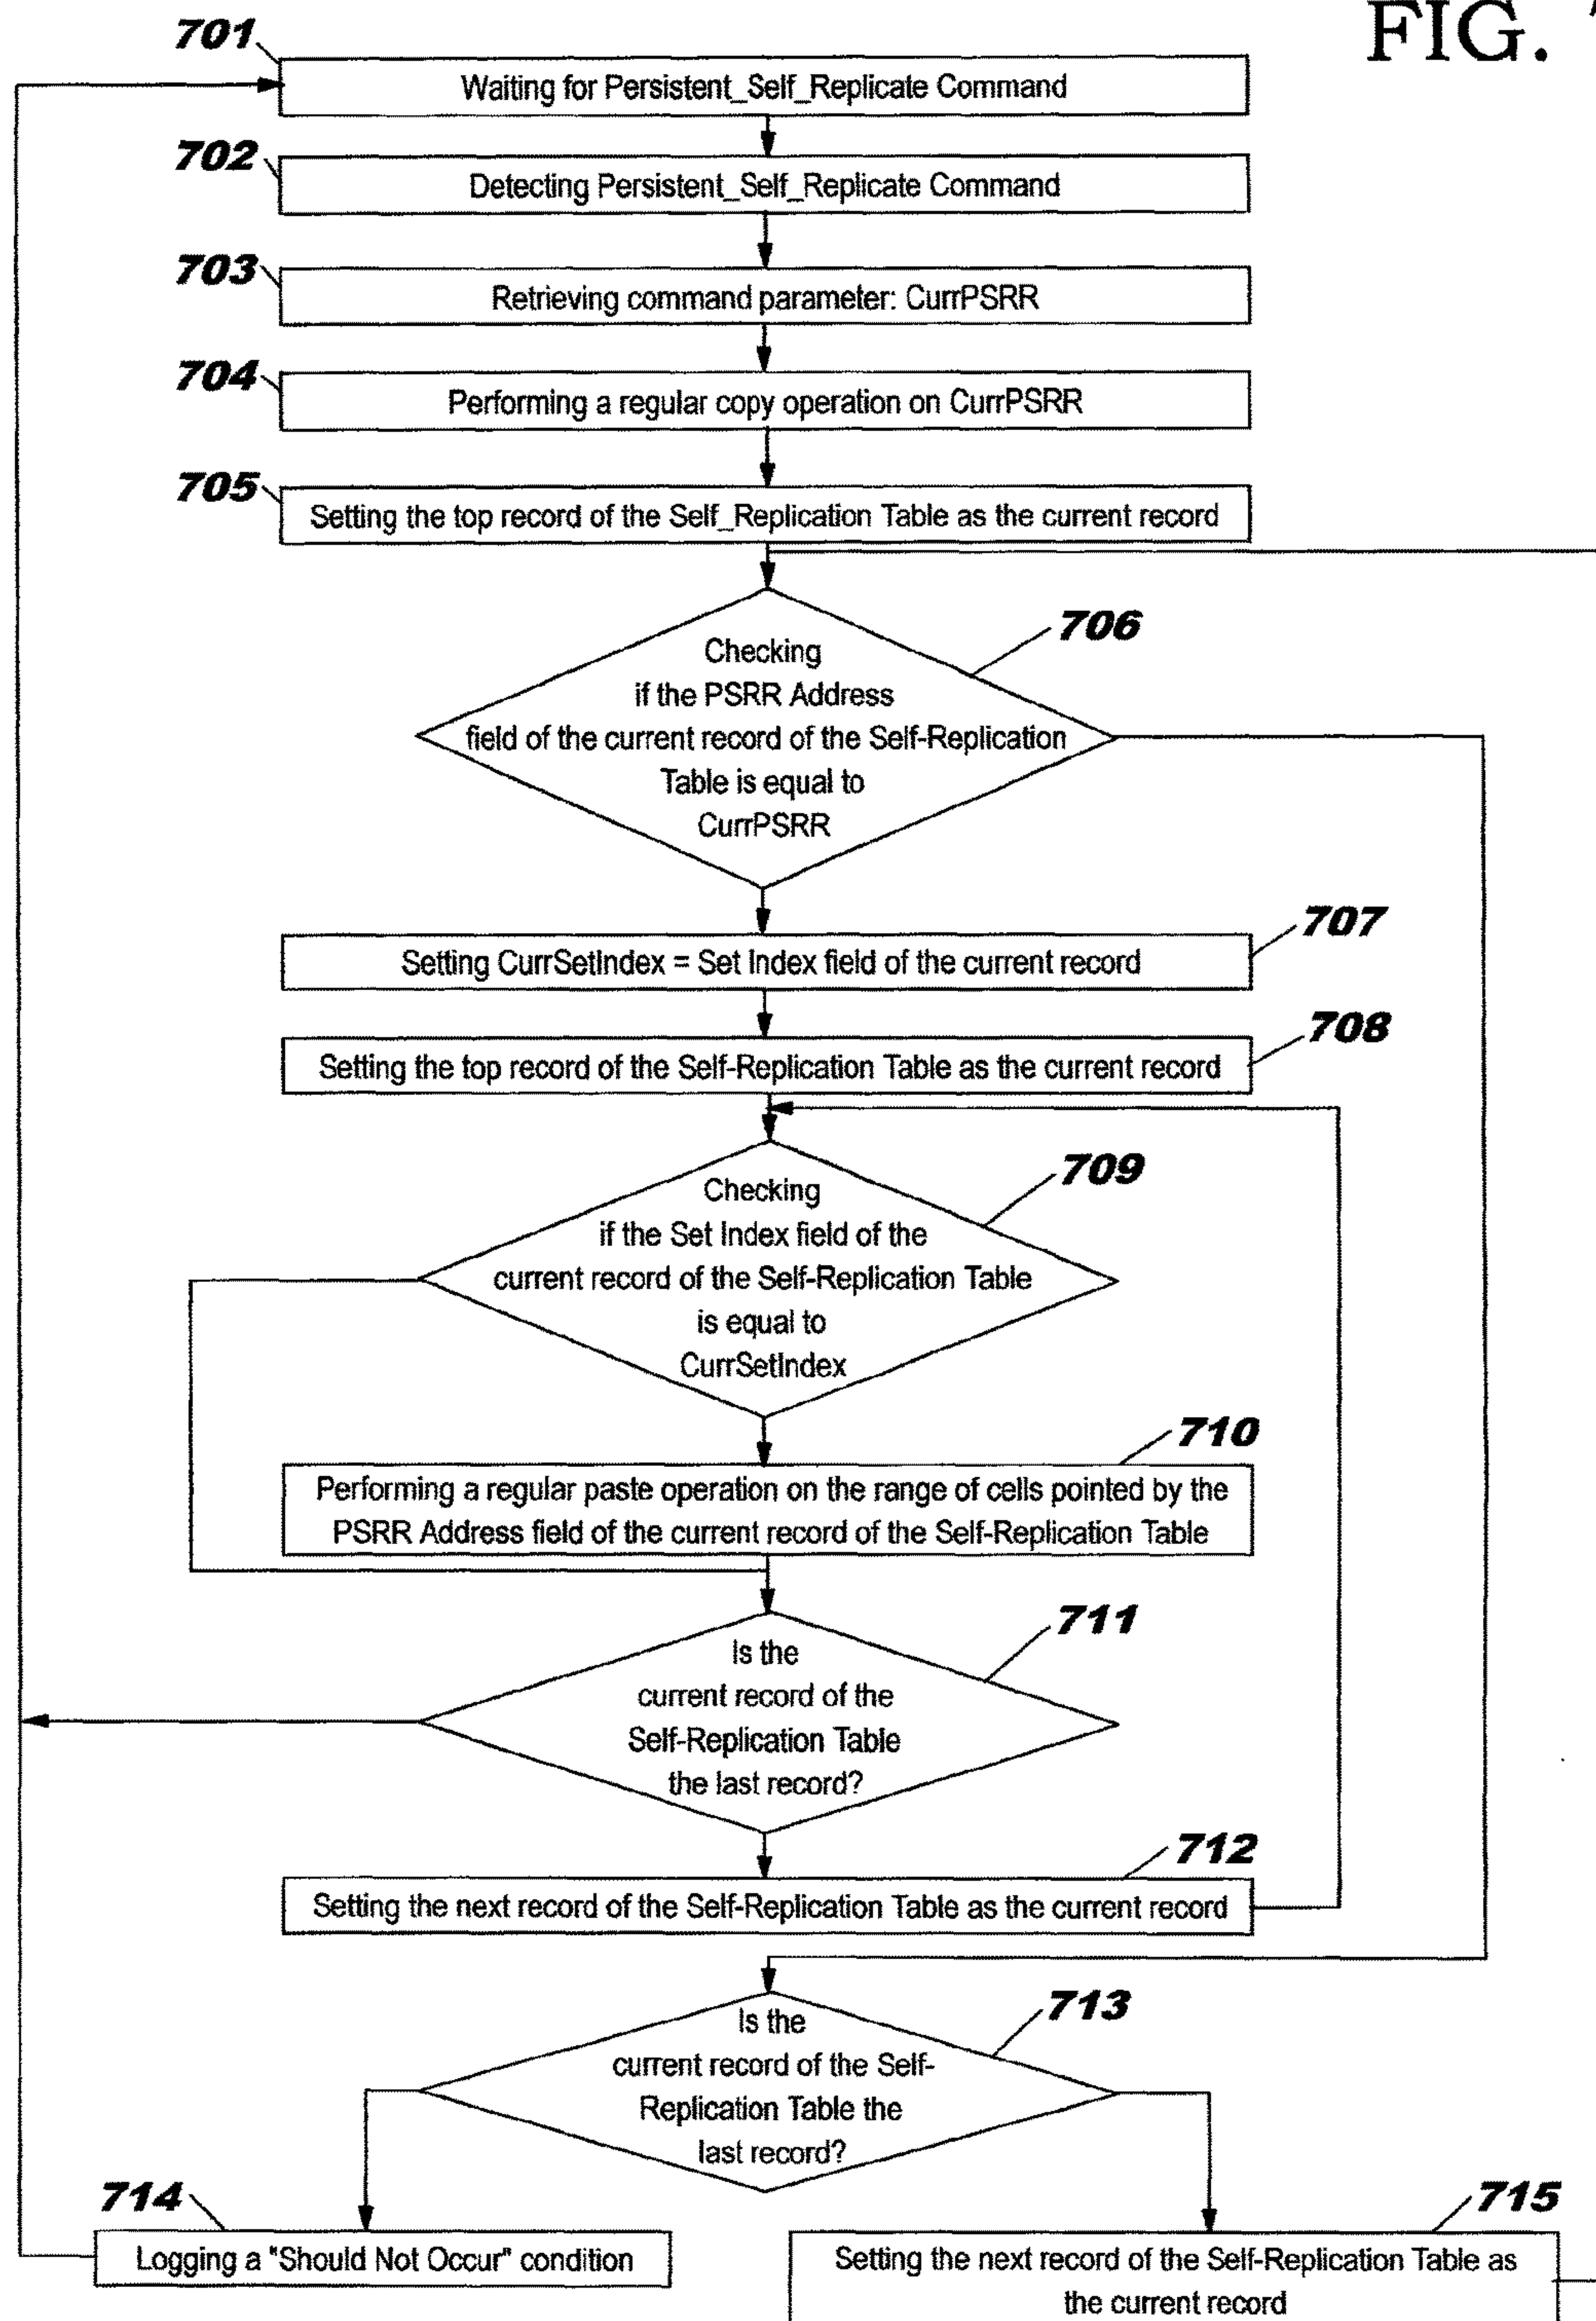 FIG.
701
Waiting for Persistent_Self_Replicate Command
702
Detecting Persistent_Self_Replicate Command
703
Retrieving command parameter: CurrPSRR
704
Performing a regular copy operation on CurrPSRR
705
Setting the top record of the Self_Replication Table as the current record
706
Checking
if the PSRR Address
field of the current record of the Self-Replication
Table is equal to
CurrPSRR
707
Setting CurrSetIndex = Set Index field of the current record
708
Setting the top record of the Self-Replication Table as the current record
709
Checking
if the Set Index field of the
current record of the Self-Replication Table
is equal to
CurrSetIndex
710
Performing a regular paste operation on the range of cells pointed by the
PSRR Address field of the current record of the Self-Replication Table
711
Is the
current record of the
Self-Replication Table
the last record?
712
Setting the next record of the Self-Replication Table as the current record
713
Is the
current record of the Self-
Replication Table the
last record?
714
Logging a "Should Not Occur" condition
715
Setting the next record of the Self-Replication Table as
the current record